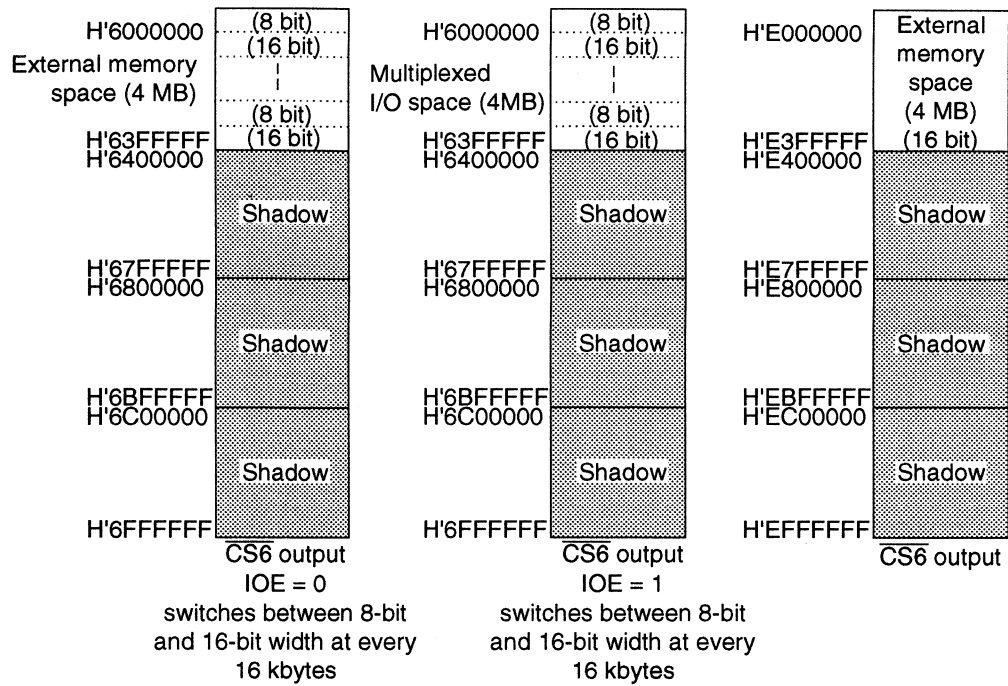 H'6000000
External memory
space (4 MB)
H'63FFFFF
H'6400000
H'67FFFFF
H'6800000
H'6BFFFFF
H'6C00000
H'6FFFFFF
(8 bit)
(16 bit)
(8 bit)
(16 bit)
Shadow
Shadow
Shadow
CS6 output
IOE = 0
switches between 8-bit
and 16-bit width at every
16 kbytes
H'6000000
Multiplexed
I/O space (4MB)
H'63FFFFF
H'6400000
H'67FFFFF
H'6800000
H'6BFFFFF
H'6C00000
H'6FFFFFF
(8 bit)
(16 bit)
(8 bit)
(16 bit)
Shadow
Shadow
Shadow
CS6 output
IOE = 1
switches between 8-bit
and 16-bit width at every
16 kbytes
H'E000000
H'E3FFFFF
H'E400000
H'E7FFFFF
H'E800000
H'EBFFFFF
H'EC00000
H'EFFFFFF
External
memory
space
(4 MB)
(16 bit)
Shadow
Shadow
Shadow
CS6 output